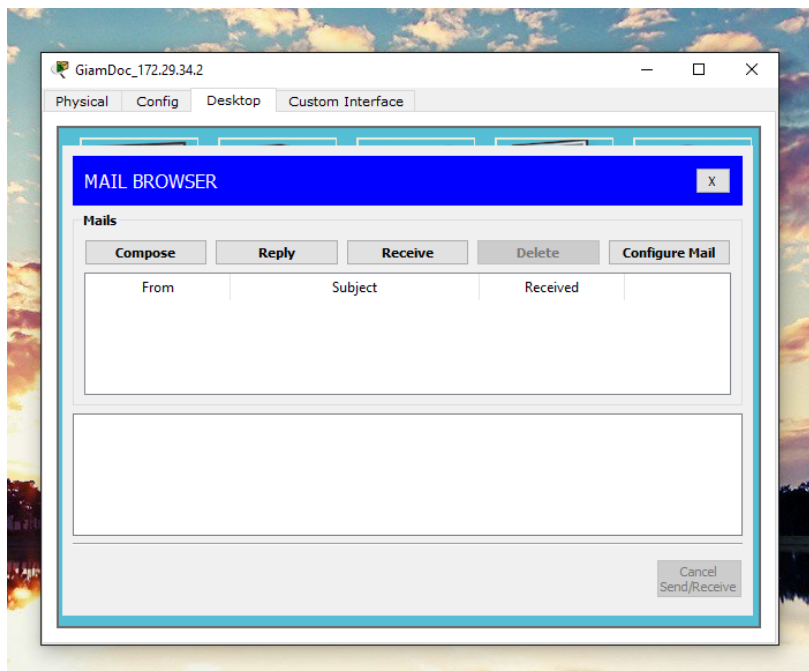 GiamDoc_172.29.34.2
Physical Config Desktop Custom Interface
MAIL BROWSER X
Mails
Compose Reply Receive Delete Configure Mail
From Subject Received
Cancel
Send/Receive